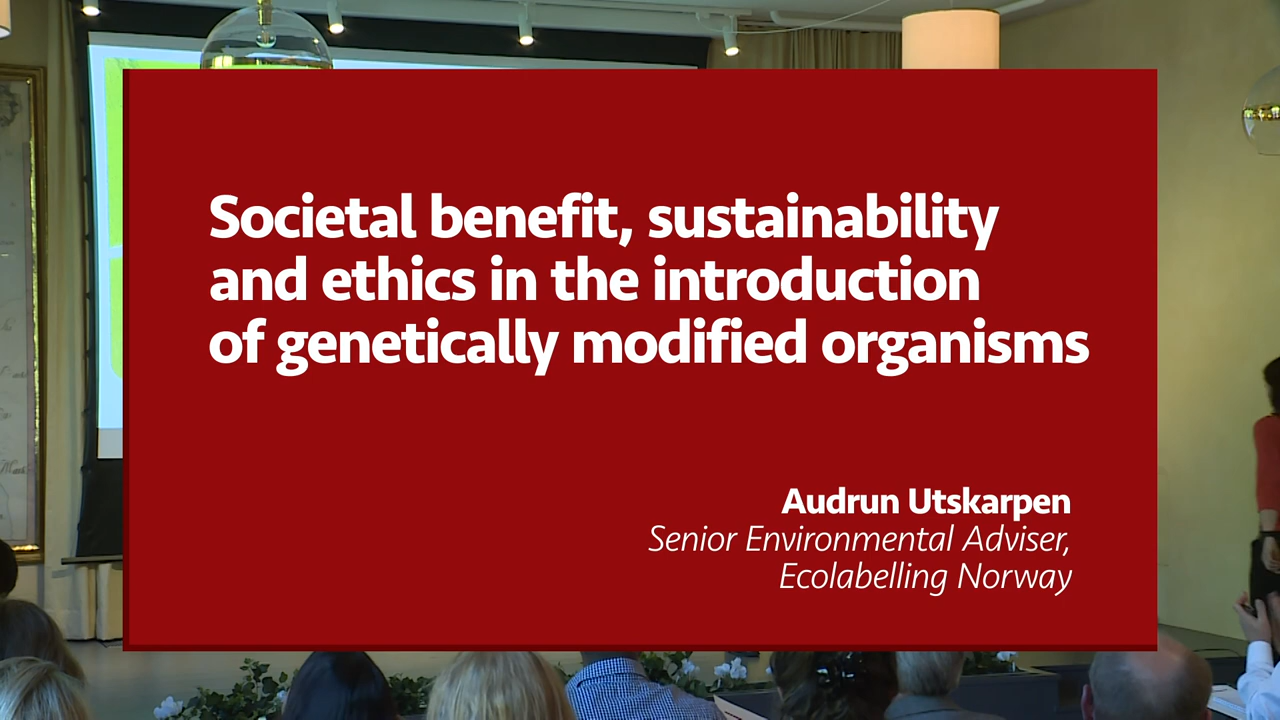 Societal benefit, sustainability
and ethics in the introduction
of genetically modified organisms
Audrun Utskarpen
Senior Environmental Adviser,
Ecolabelling Norway